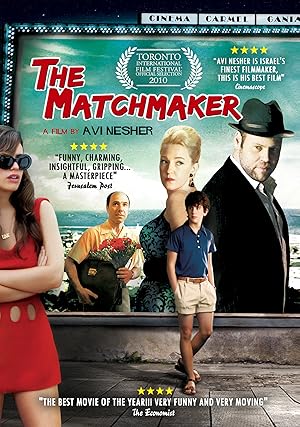 CINEMA CARMEL
TORONTO
INTERNATIONAL
FILM FESTIVAL
OFFICIAL SELECTION
2010
★★★★
"AVI NESHER IS ISRAEL'S
FINEST FILMMAKER,
THIS IS HIS BEST FILM"
Cinemascope
THE
MATCHMAKER
A FILM BY AVI NESHER
★★★★
"FUNNY, CHARMING,
INSIGHTFUL, GRIPPING...
A MASTERPIECE"
Jerusalem Post
★★★★
"THE BEST MOVIE OF THE YEAR!!! VERY FUNNY AND VERY MOVING"
The Economist